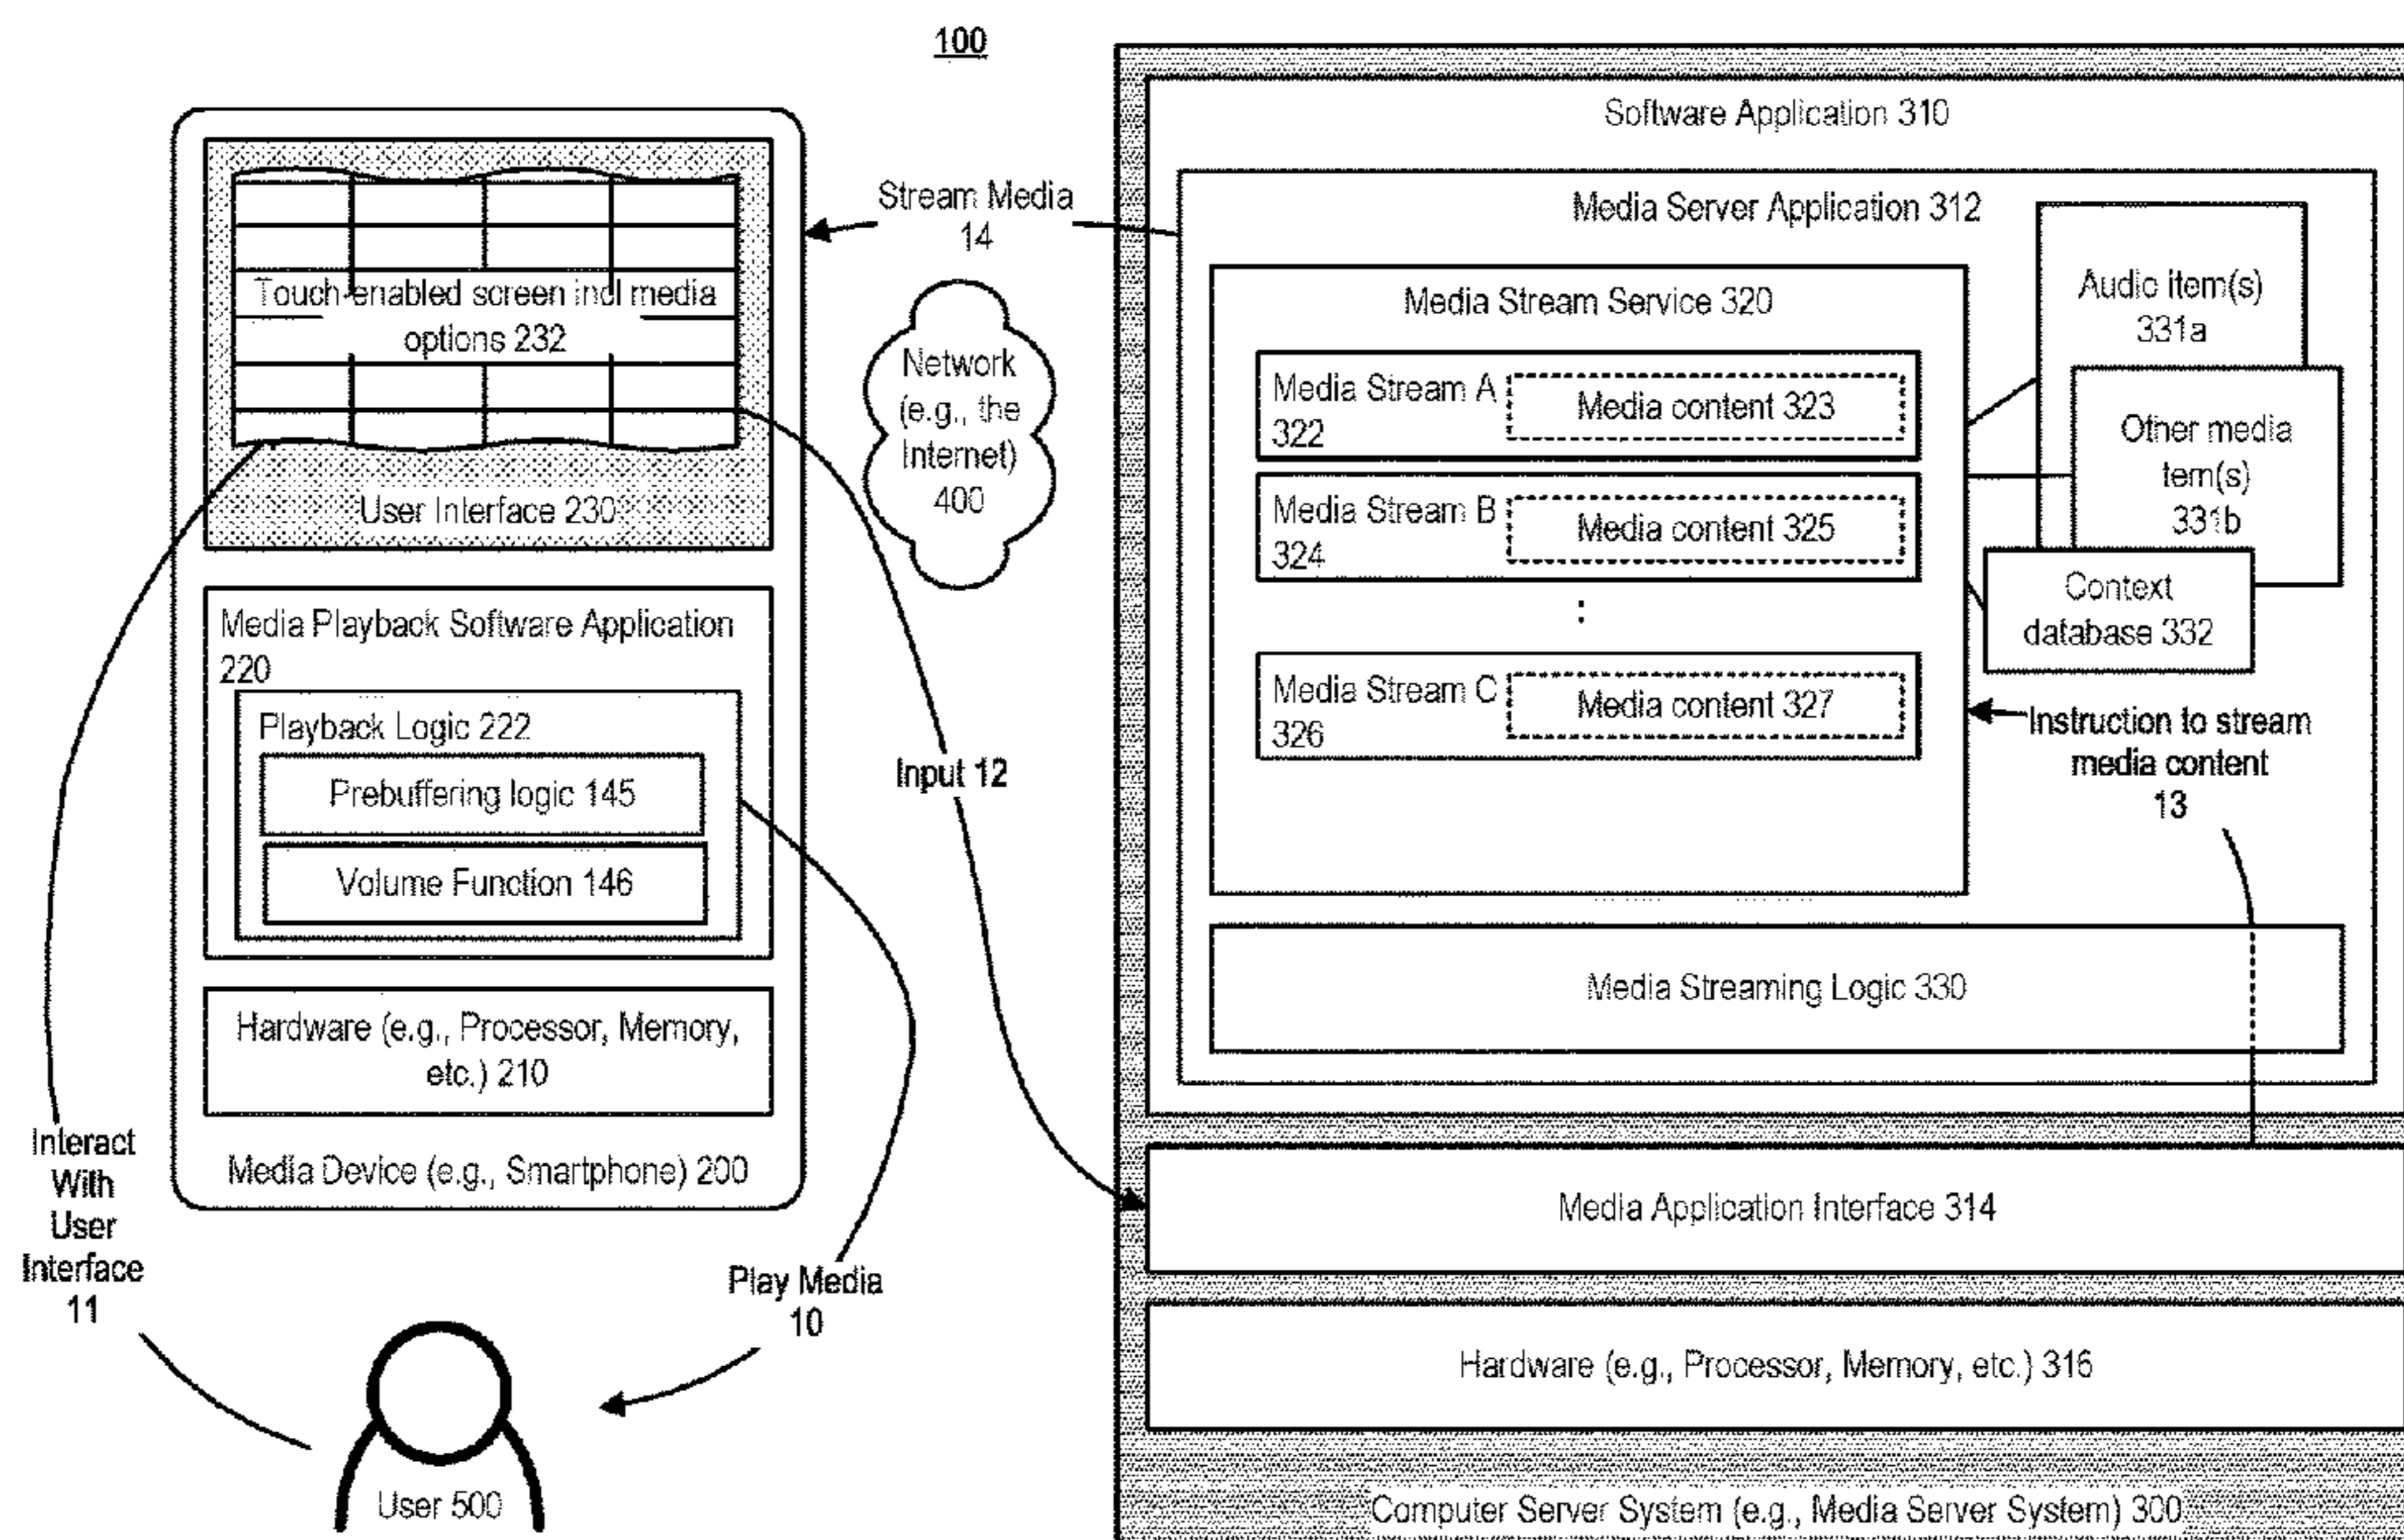 100
Touch-enabled screen incl media
options 232
User Interface 230
Media Playback Software Application
220
Playback Logic 222
Prebuffering logic 145
Volume Function 146
Hardware (e.g., Processor, Memory,
etc.) 210
Media Device (e.g., Smartphone) 200
Interact
With
User
Interface
11
User 500
Play Media
10
Stream Media
14
Network
(e.g., the
Internet)
400
Input 12
Software Application 310
Media Server Application 312
Media Stream Service 320
Media Stream A
322
Media content 323
Media Stream B
324
Media content 325
:
Media Stream C
326
Media content 327
Audio item(s)
331a
Other media
tem(s)
331b
Context
database 332
Instruction to stream
media content
13
Media Streaming Logic 330
Media Application Interface 314
Hardware (e.g., Processor, Memory, etc.) 316
Computer Server System (e.g., Media Server System) 300